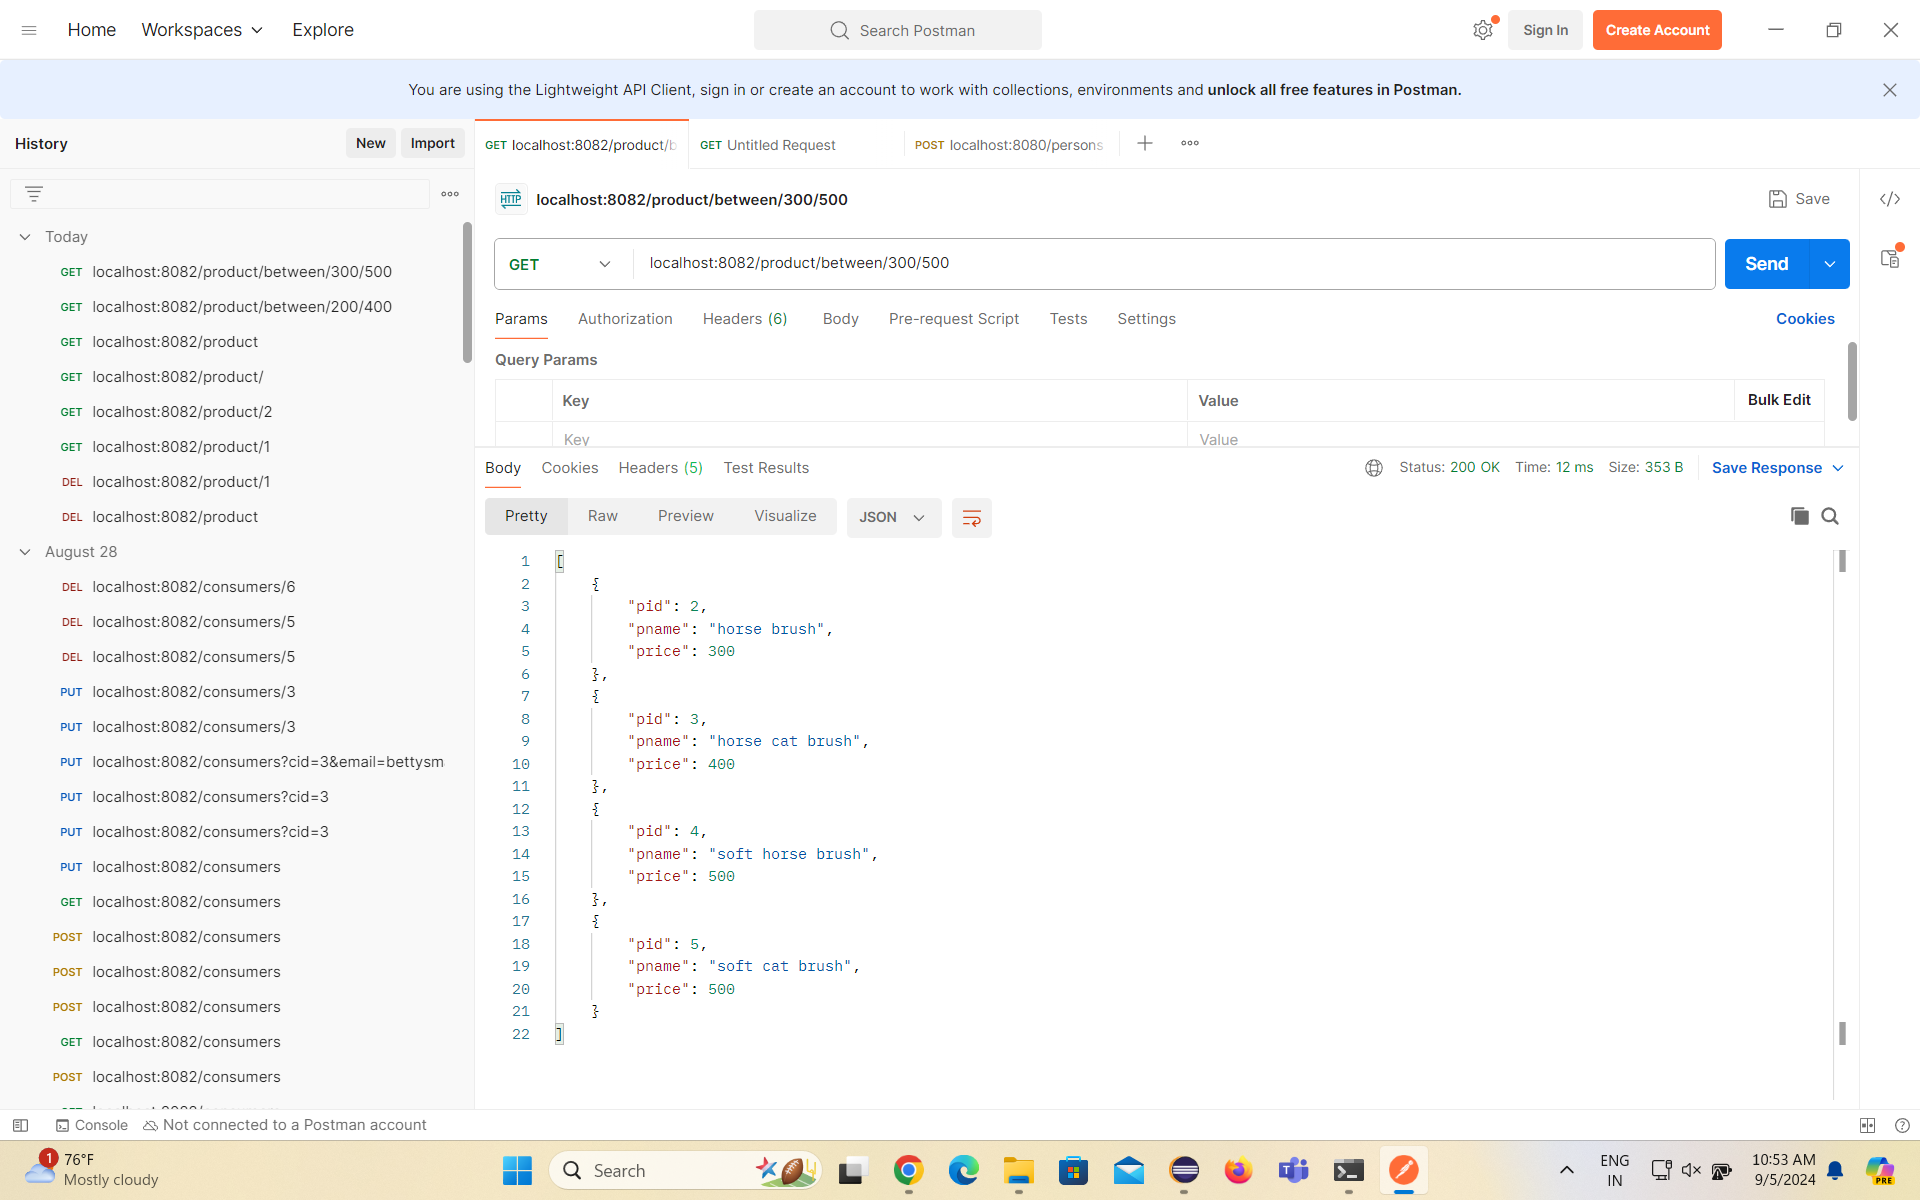 Home Workspaces Explore Search Postman Sign In Create Account
You are using the Lightweight API Client, sign in or create an account to work with collections, environments and unlock all free features in Postman.
History New Import
GET localhost:8082/product/b GET Untitled Request POST localhost:8080/persons
HTTP localhost:8082/product/between/300/500 Save
GET localhost:8082/product/between/300/500 Send
Params Authorization Headers (6) Body Pre-request Script Tests Settings Cookies
Query Params
Key Value Bulk Edit
Key Value
Today
GET localhost:8082/product/between/300/500
GET localhost:8082/product/between/200/400
GET localhost:8082/product
GET localhost:8082/product/
GET localhost:8082/product/2
GET localhost:8082/product/1
DEL localhost:8082/product/1
DEL localhost:8082/product
August 28
DEL localhost:8082/consumers/6
DEL localhost:8082/consumers/5
DEL localhost:8082/consumers/5
PUT localhost:8082/consumers/3
PUT localhost:8082/consumers/3
PUT localhost:8082/consumers?cid=3&email=bettysm
PUT localhost:8082/consumers?cid=3
PUT localhost:8082/consumers?cid=3
PUT localhost:8082/consumers
GET localhost:8082/consumers
POST localhost:8082/consumers
POST localhost:8082/consumers
POST localhost:8082/consumers
GET localhost:8082/consumers
POST localhost:8082/consumers
Body Cookies Headers (5) Test Results Status: 200 OK Time: 12 ms Size: 353 B Save Response
Pretty Raw Preview Visualize JSON
1 [
2 {
3 "pid": 2,
4 "pname": "horse brush",
5 "price": 300
6 },
7 {
8 "pid": 3,
9 "pname": "horse cat brush",
10 "price": 400
11 },
12 {
13 "pid": 4,
14 "pname": "soft horse brush",
15 "price": 500
16 },
17 {
18 "pid": 5,
19 "pname": "soft cat brush",
20 "price": 500
21 }
22 ]
Console Not connected to a Postman account
1 76°F
Mostly cloudy
Search
PRE
ENG
IN
10:53 AM
9/5/2024